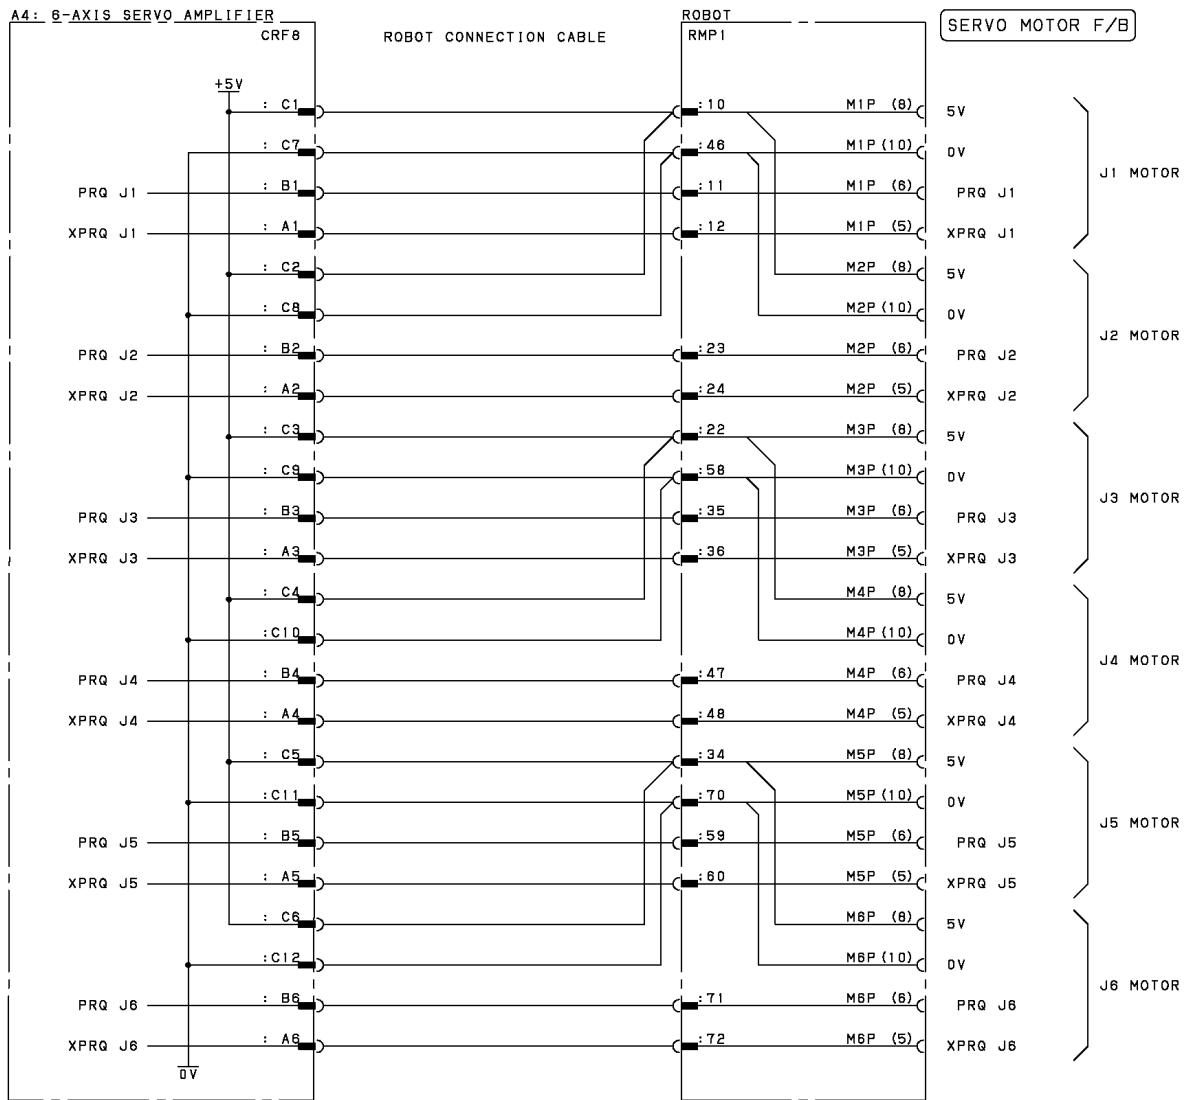 A4: 6-AXIS SERVO AMPLIFIER ROBOT SERVO MOTOR F/B
CRF8 ROBOT CONNECTION CABLE RMP1
+5V
: C1 :10 M1P (8) 5V
: C7 :46 M1P (10) 0V
J1 MOTOR
PRQ J1 : B1 :11 M1P (6) PRQ J1
XPRQ J1 : A1 :12 M1P (5) XPRQ J1
: C2 M2P (8) 5V
: C8 M2P (10) 0V
J2 MOTOR
PRQ J2 : B2 :23 M2P (6) PRQ J2
XPRQ J2 : A2 :24 M2P (5) XPRQ J2
: C3 :22 M3P (8) 5V
: C9 :58 M3P (10) 0V
J3 MOTOR
PRQ J3 : B3 :35 M3P (6) PRQ J3
XPRQ J3 : A3 :36 M3P (5) XPRQ J3
: C4 M4P (8) 5V
:C10 M4P (10) 0V
J4 MOTOR
PRQ J4 : B4 :47 M4P (6) PRQ J4
XPRQ J4 : A4 :48 M4P (5) XPRQ J4
: C5 :34 M5P (8) 5V
:C11 :70 M5P (10) 0V
J5 MOTOR
PRQ J5 : B5 :59 M5P (6) PRQ J5
XPRQ J5 : A5 :60 M5P (5) XPRQ J5
: C6 M6P (8) 5V
:C12 M6P (10) 0V
J6 MOTOR
PRQ J6 : B6 :71 M6P (6) PRQ J6
XPRQ J6 : A6 :72 M6P (5) XPRQ J6
0V